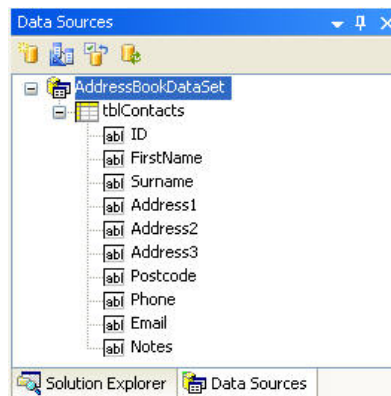 Data Sources
AddressBookDataSet
tblContacts
abl ID
abl FirstName
abl Surname
abl Address1
abl Address2
abl Address3
abl Postcode
abl Phone
abl Email
abl Notes
Solution Explorer Data Sources